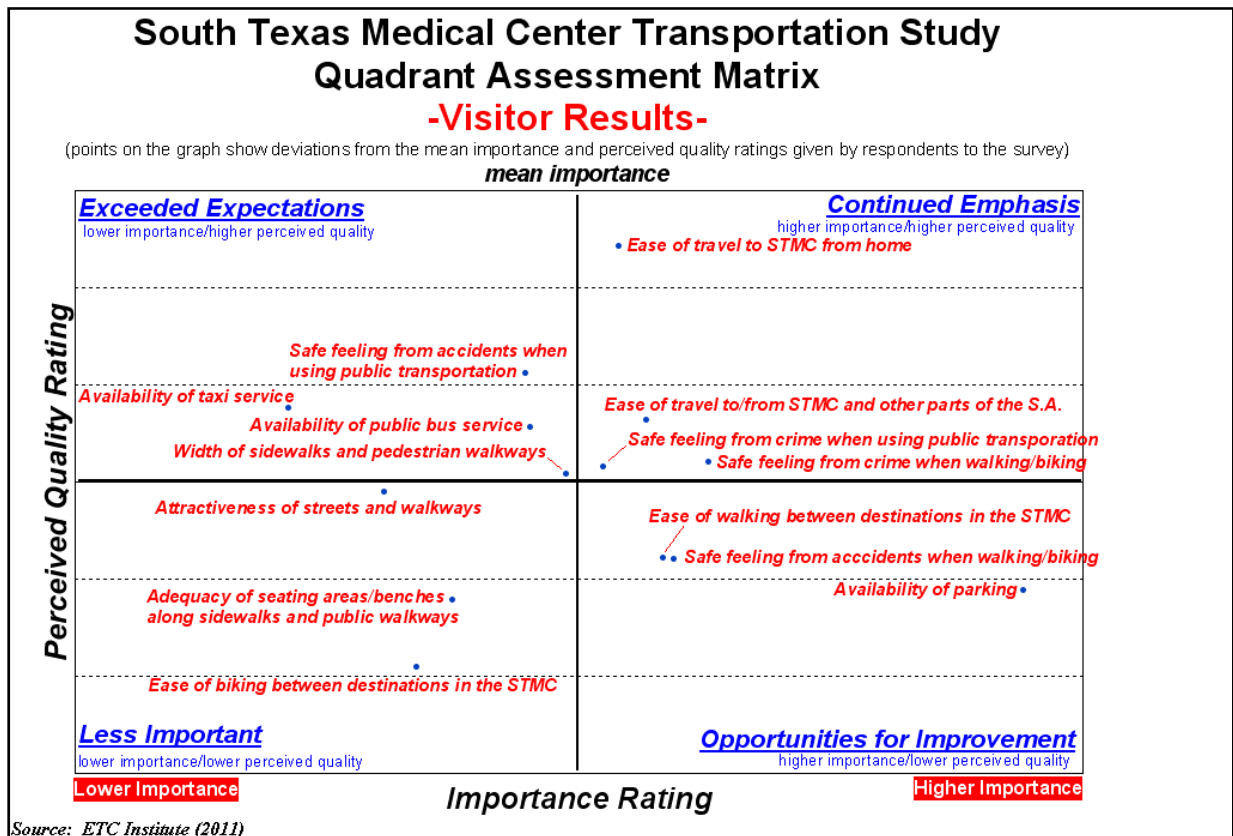 South Texas Medical Center Transportation Study
Quadrant Assessment Matrix
-Visitor Results-
(points on the graph show deviations from the mean importance and perceived quality ratings given by respondents to the survey)
mean importance
Exceeded Expectations
lower importance/higher perceived quality
Continued Emphasis
higher importance/higher perceived quality
Ease of travel to STMC from home
Safe feeling from accidents when
using public transportation
Availability of taxi service
Availability of public bus service
Width of sidewalks and pedestrian walkways
Ease of travel to/from STMC and other parts of the S.A.
Safe feeling from crime when using public transporation
Safe feeling from crime when walking/biking
Perceived Quality Rating
Attractiveness of streets and walkways
Ease of walking between destinations in the STMC
Safe feeling from acccidents when walking/biking
Availability of parking
Adequacy of seating areas/benches
along sidewalks and public walkways
Ease of biking between destinations in the STMC
Less Important
lower importance/lower perceived quality
Opportunities for Improvement
higher importance/lower perceived quality
Lower Importance
Importance Rating
Higher Importance
Source: ETC Institute (2011)